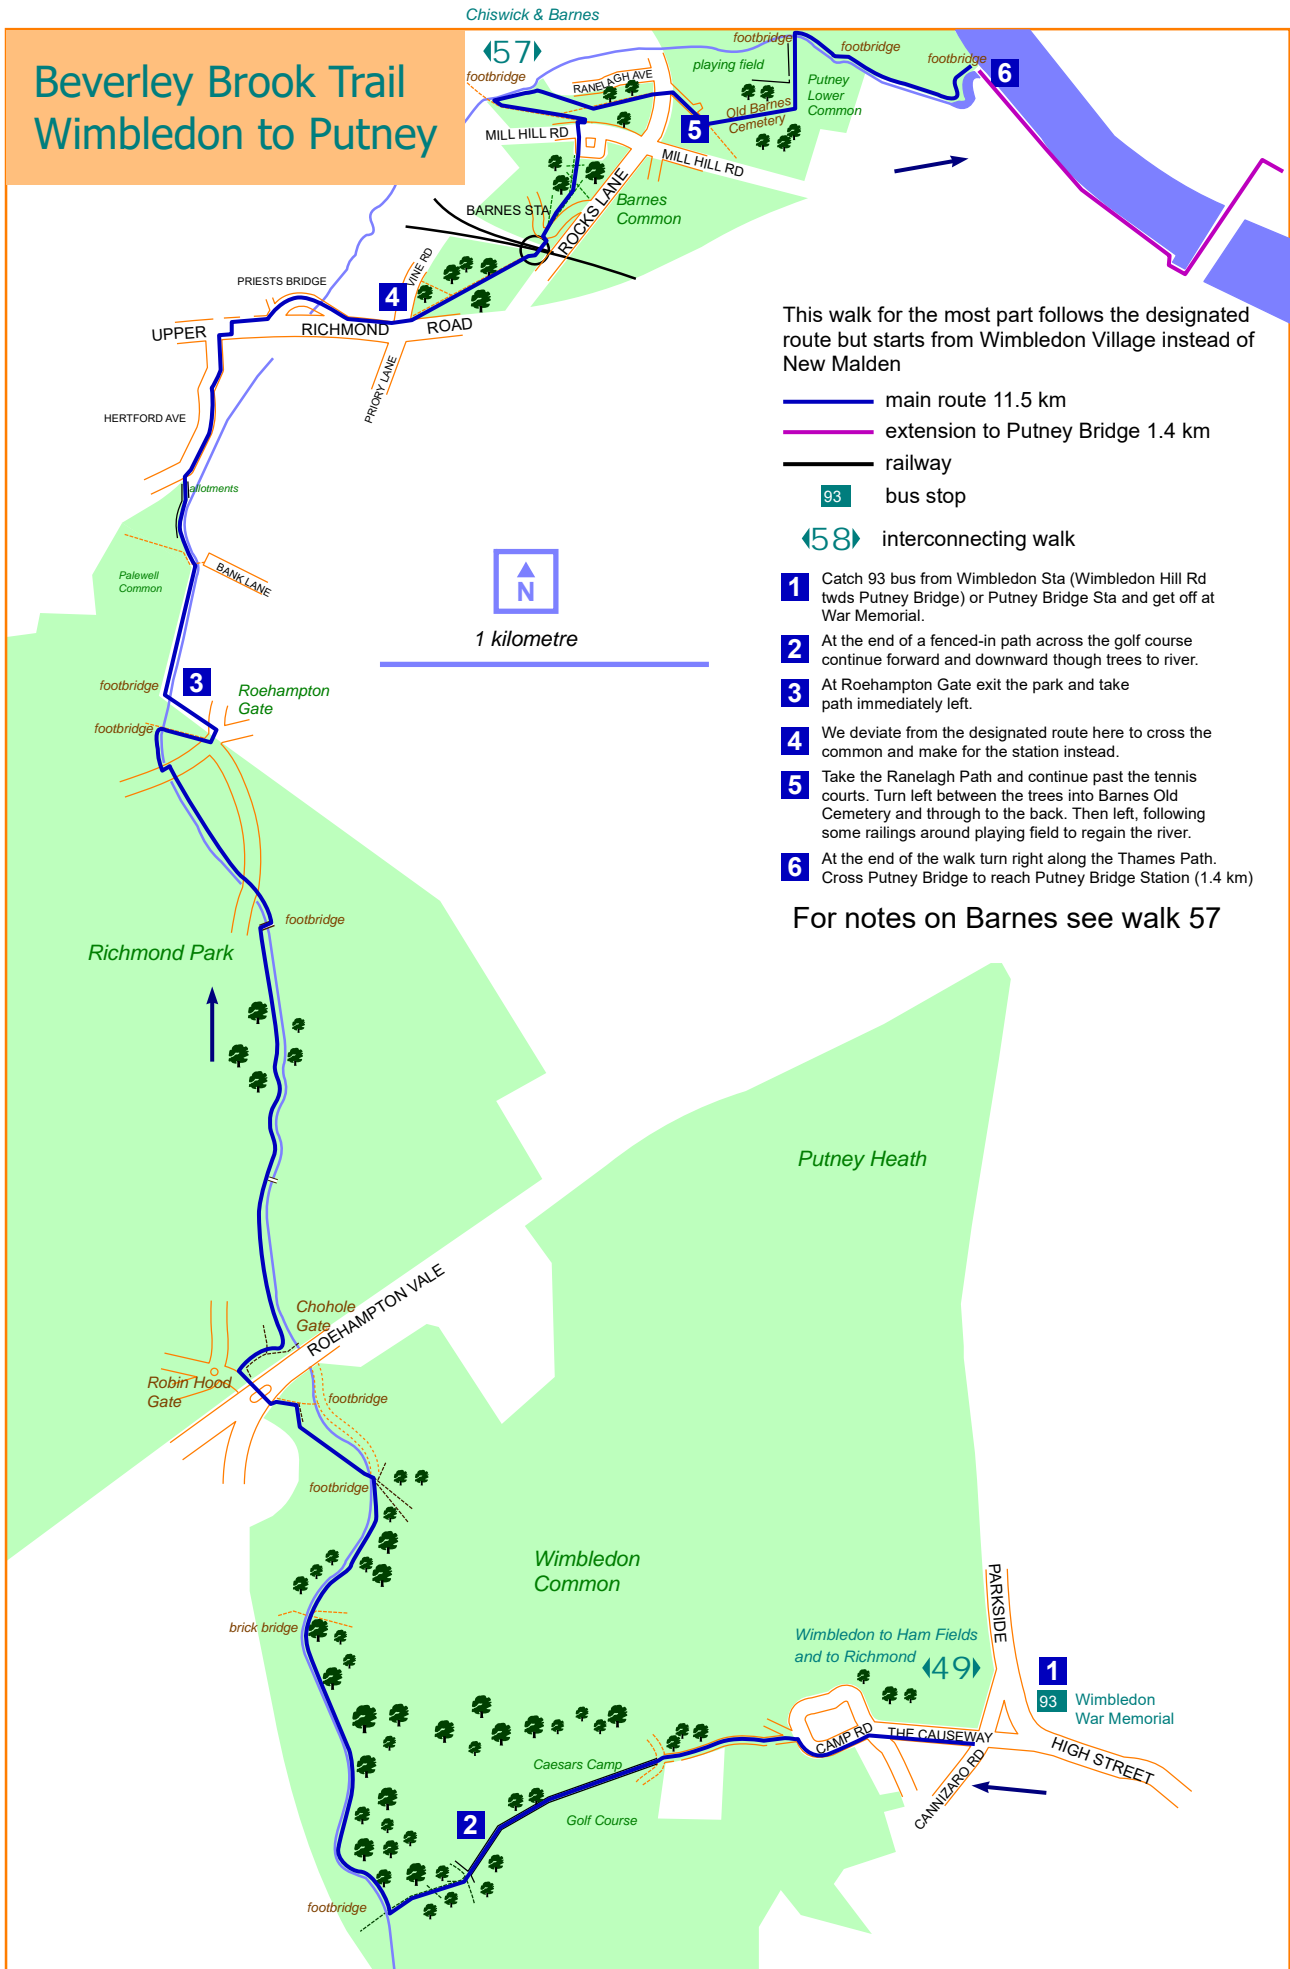 Chiswick & Barnes
57
Beverley Brook Trail
Wimbledon to Putney
footbridge
RANELAGH AVE
playing field
footbridge
footbridge
footbridge
6
Putney
Lower
Common
Old Barnes
Cemetery
5
MILL HILL RD
MILL HILL RD
BARNES STA
ROCKS LANE
Barnes
Common
VINE RD
PRIESTS BRIDGE
4
UPPER
RICHMOND
ROAD
PRIORY LANE
HERTFORD AVE
allotments
BANK LANE
Palewell
Common
N
1 kilometre
This walk for the most part follows the designated
route but starts from Wimbledon Village instead of
New Malden
main route 11.5 km
extension to Putney Bridge 1.4 km
railway
93
bus stop
58
interconnecting walk
1
Catch 93 bus from Wimbledon Sta (Wimbledon Hill Rd
twds Putney Bridge) or Putney Bridge Sta and get off at
War Memorial.
2
At the end of a fenced-in path across the golf course
continue forward and downward though trees to river.
3
At Roehampton Gate exit the park and take
path immediately left.
4
We deviate from the designated route here to cross the
common and make for the station instead.
5
Take the Ranelagh Path and continue past the tennis
courts. Turn left between the trees into Barnes Old
Cemetery and through to the back. Then left, following
some railings around playing field to regain the river.
6
At the end of the walk turn right along the Thames Path.
Cross Putney Bridge to reach Putney Bridge Station (1.4 km)
For notes on Barnes see walk 57
footbridge
3
Roehampton
Gate
footbridge
footbridge
Richmond Park
Putney Heath
Chohole
Gate
ROEHAMPTON VALE
Robin Hood
Gate
footbridge
footbridge
Wimbledon
Common
brick bridge
PARKSIDE
Wimbledon to Ham Fields
and to Richmond
49
1
93
Wimbledon
War Memorial
CAMP RD
THE CAUSEWAY
HIGH STREET
CANNIZARO RD
Caesars Camp
Golf Course
2
footbridge